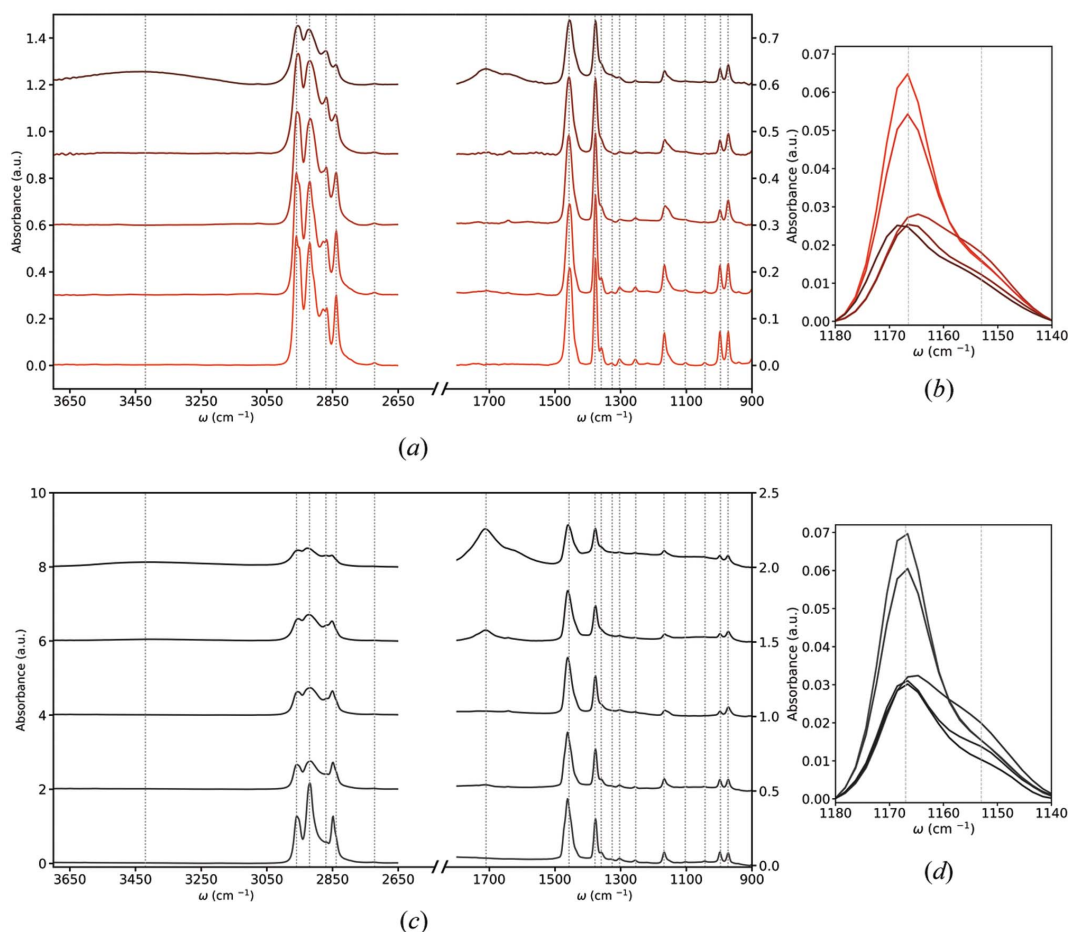 1.4
1.2
1.0
0.8
0.6
0.4
0.2
0.0
Absorbance (a.u.)
0.7
0.6
0.5
0.4
0.3
0.2
0.1
0.0
3650 3450 3250 3050 2850 2650 1700 1500 1300 1100 900
ω (cm ⁻¹) ω (cm ⁻¹)
(a)
0.07
0.06
0.05
0.04
0.03
0.02
0.01
0.00
Absorbance (a.u.)
1180 1170 1160 1150 1140
ω (cm ⁻¹)
(b)
10
8
6
4
2
0
Absorbance (a.u.)
2.5
2.0
1.5
1.0
0.5
0.0
3650 3450 3250 3050 2850 2650 1700 1500 1300 1100 900
ω (cm ⁻¹) ω (cm ⁻¹)
(c)
0.07
0.06
0.05
0.04
0.03
0.02
0.01
0.00
Absorbance (a.u.)
1180 1170 1160 1150 1140
ω (cm ⁻¹)
(d)